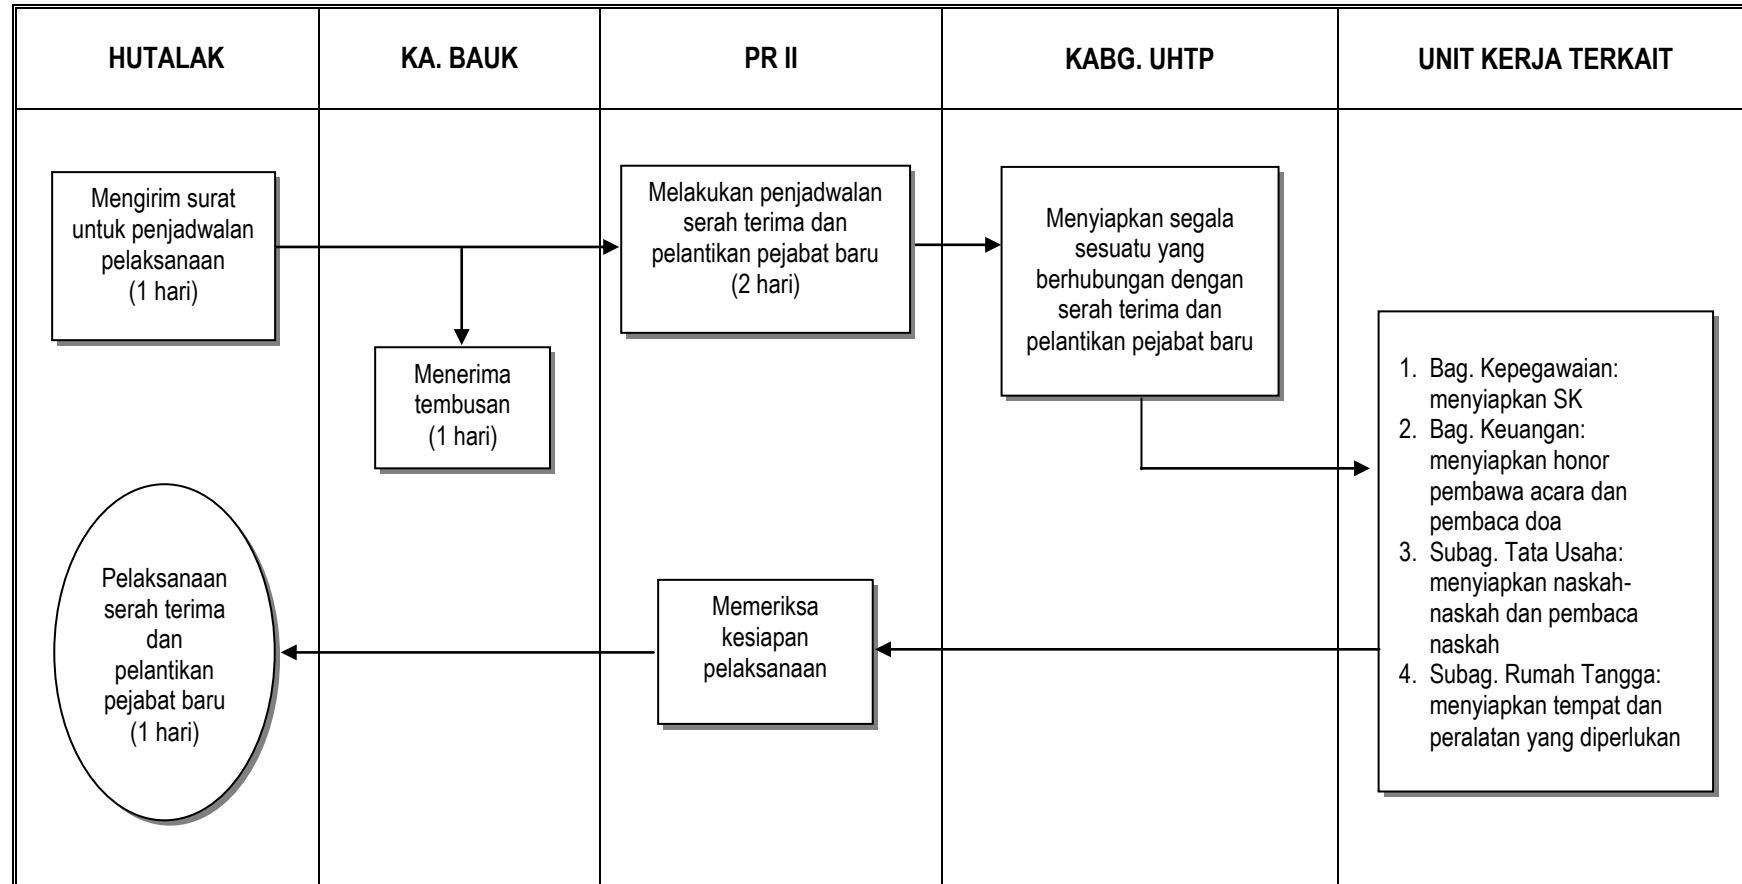 HUTALAK
KA. BAUK
PR II
KABG. UHTP
UNIT KERJA TERKAIT
Mengirim surat
untuk penjadwalan
pelaksanaan
(1 hari)
Menerima
tembusan
(1 hari)
Melakukan penjadwalan
serah terima dan
pelantikan pejabat baru
(2 hari)
Menyiapkan segala
sesuatu yang
berhubungan dengan
serah terima dan
pelantikan pejabat baru
1. Bag. Kepegawaian:
menyiapkan SK
2. Bag. Keuangan:
menyiapkan honor
pembawa acara dan
pembaca doa
3. Subag. Tata Usaha:
menyiapkan naskah-
naskah dan pembaca
naskah
4. Subag. Rumah Tangga:
menyiapkan tempat dan
peralatan yang diperlukan
Memeriksa
kesiapan
pelaksanaan
Pelaksanaan
serah terima
dan
pelantikan
pejabat baru
(1 hari)